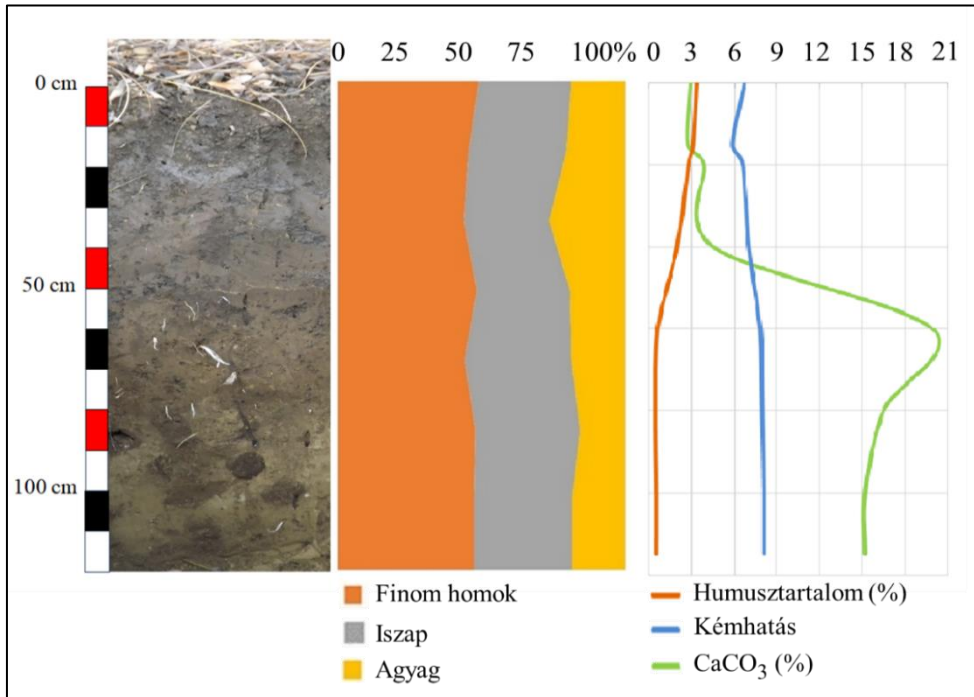 0 25 50 75 100% 0 3 6 9 12 15 18 21
0 cm
50 cm
100 cm
Finom homok
Iszap
Agyag
Humusztartalom (%)
Kémhatás
CaCO₃ (%)